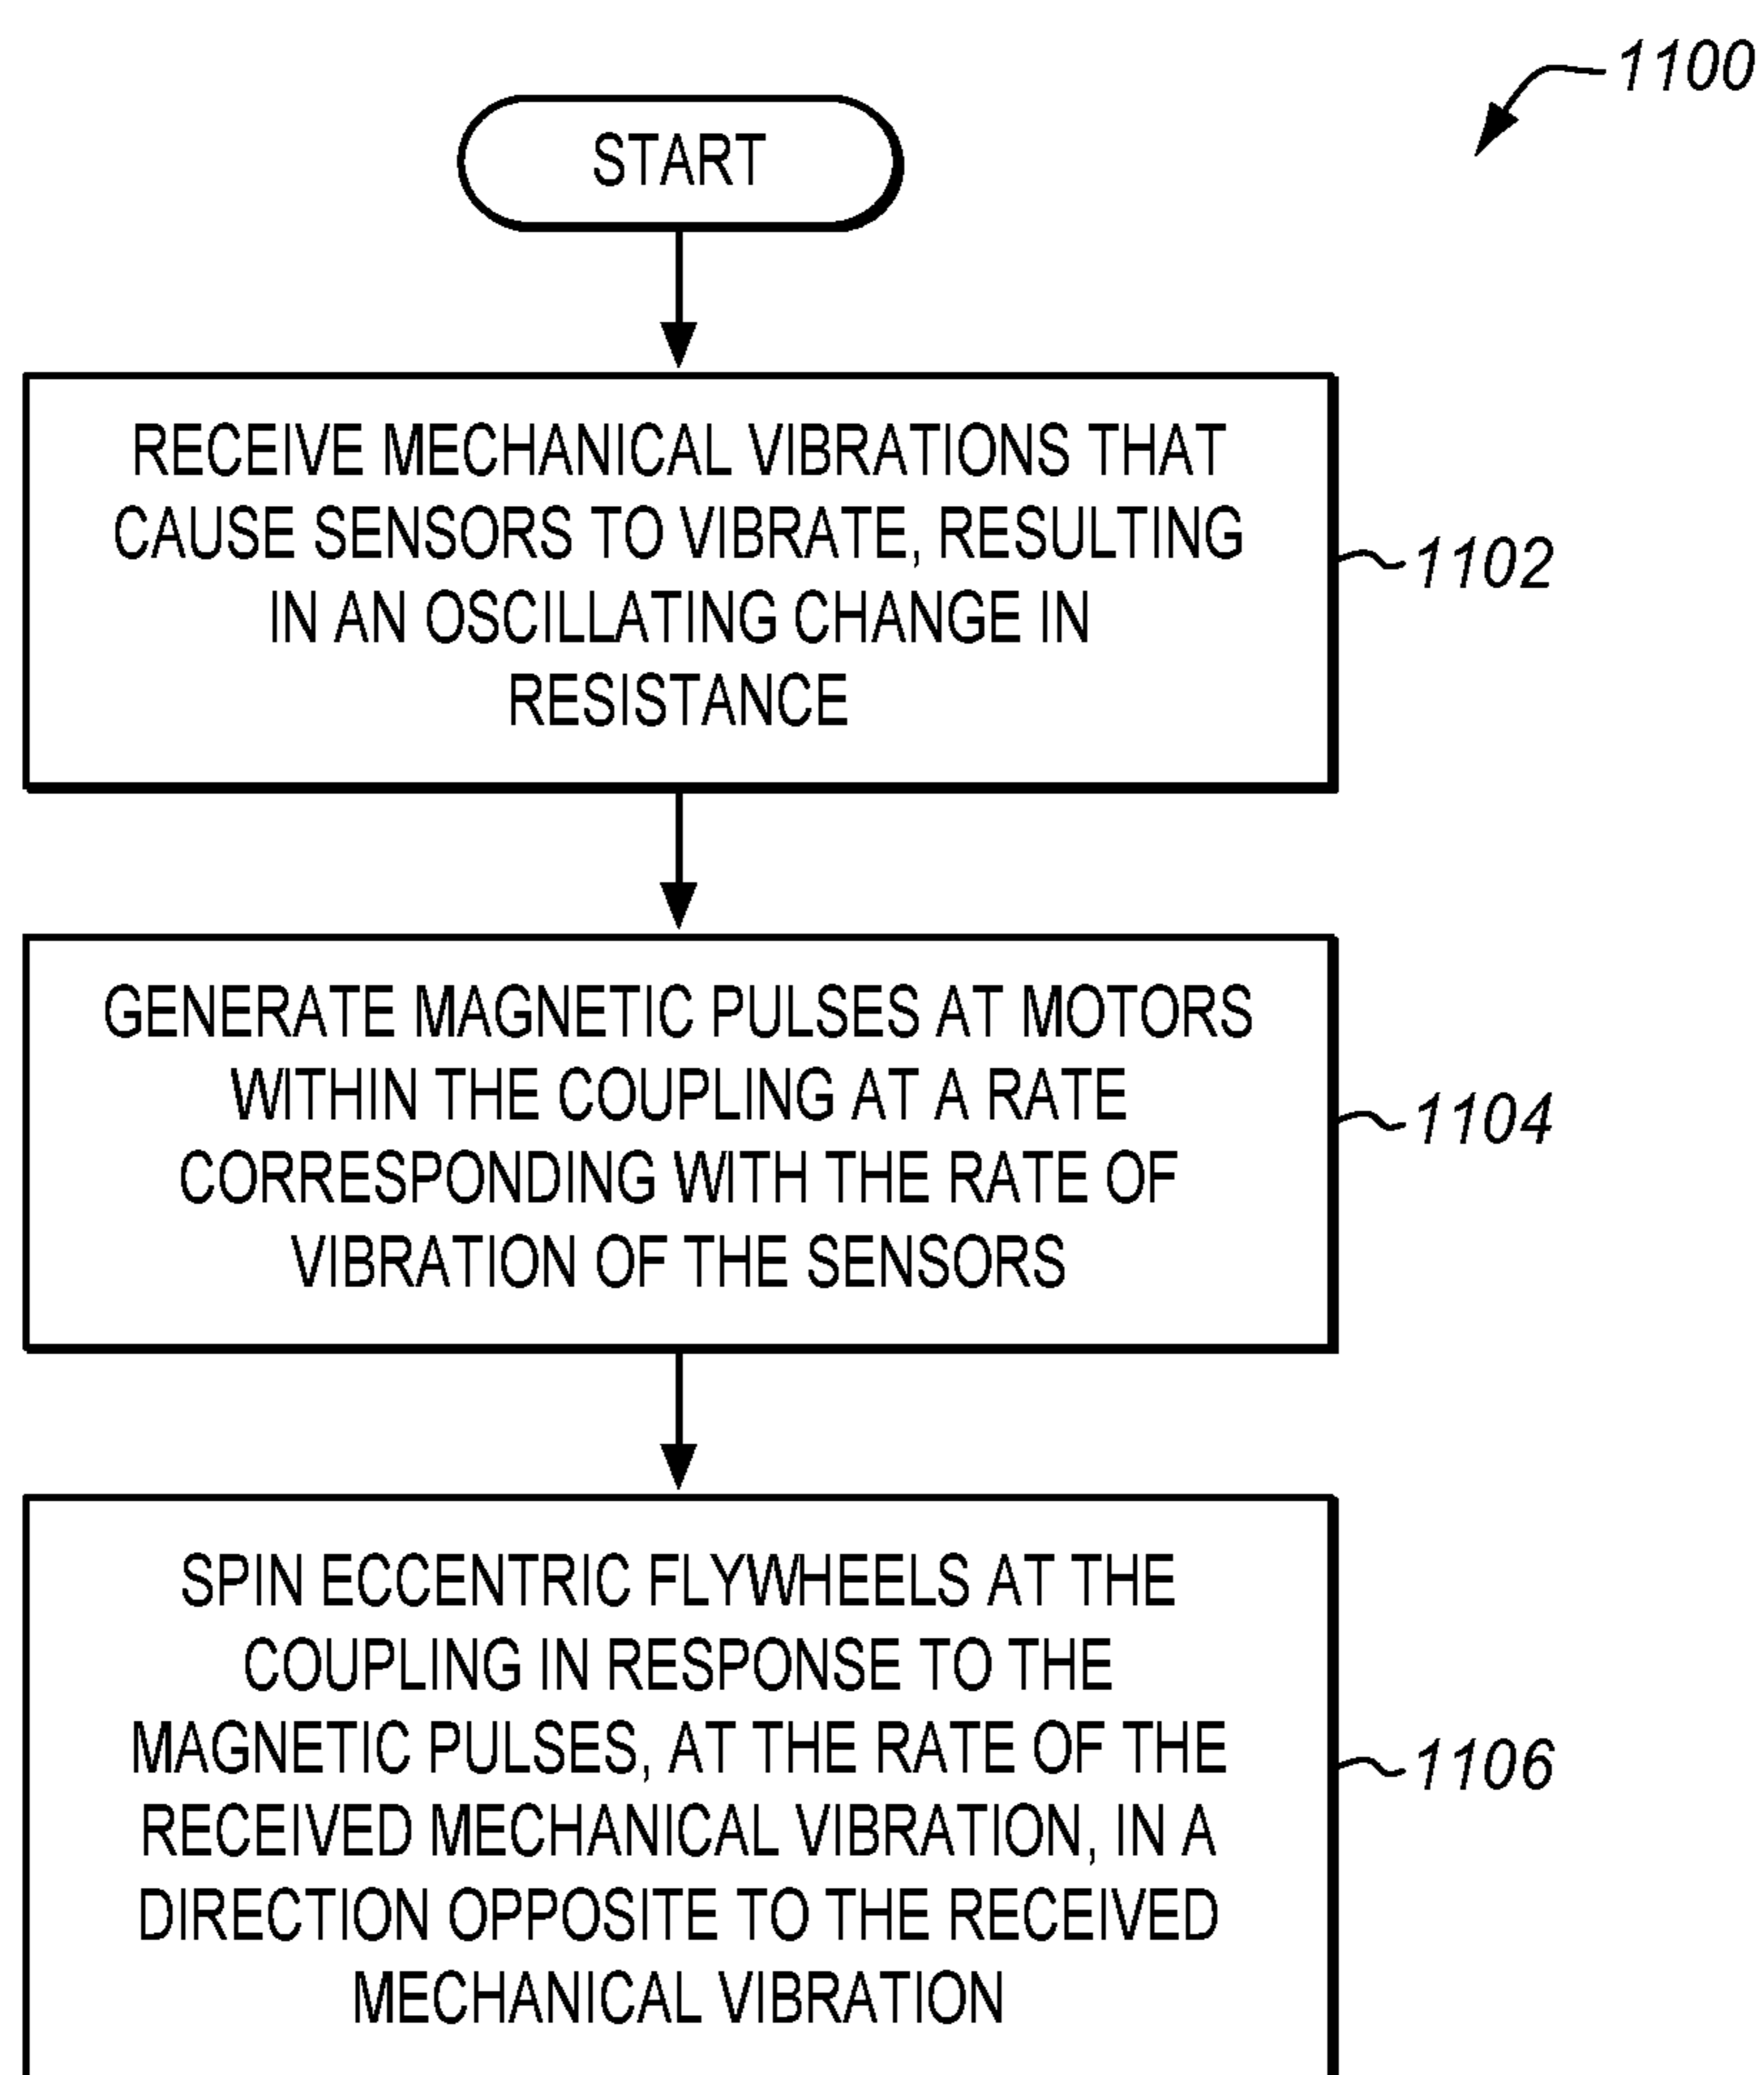 1100
START
RECEIVE MECHANICAL VIBRATIONS THAT
CAUSE SENSORS TO VIBRATE, RESULTING
IN AN OSCILLATING CHANGE IN
RESISTANCE
1102
GENERATE MAGNETIC PULSES AT MOTORS
WITHIN THE COUPLING AT A RATE
CORRESPONDING WITH THE RATE OF
VIBRATION OF THE SENSORS
1104
SPIN ECCENTRIC FLYWHEELS AT THE
COUPLING IN RESPONSE TO THE
MAGNETIC PULSES, AT THE RATE OF THE
RECEIVED MECHANICAL VIBRATION, IN A
DIRECTION OPPOSITE TO THE RECEIVED
MECHANICAL VIBRATION
1106